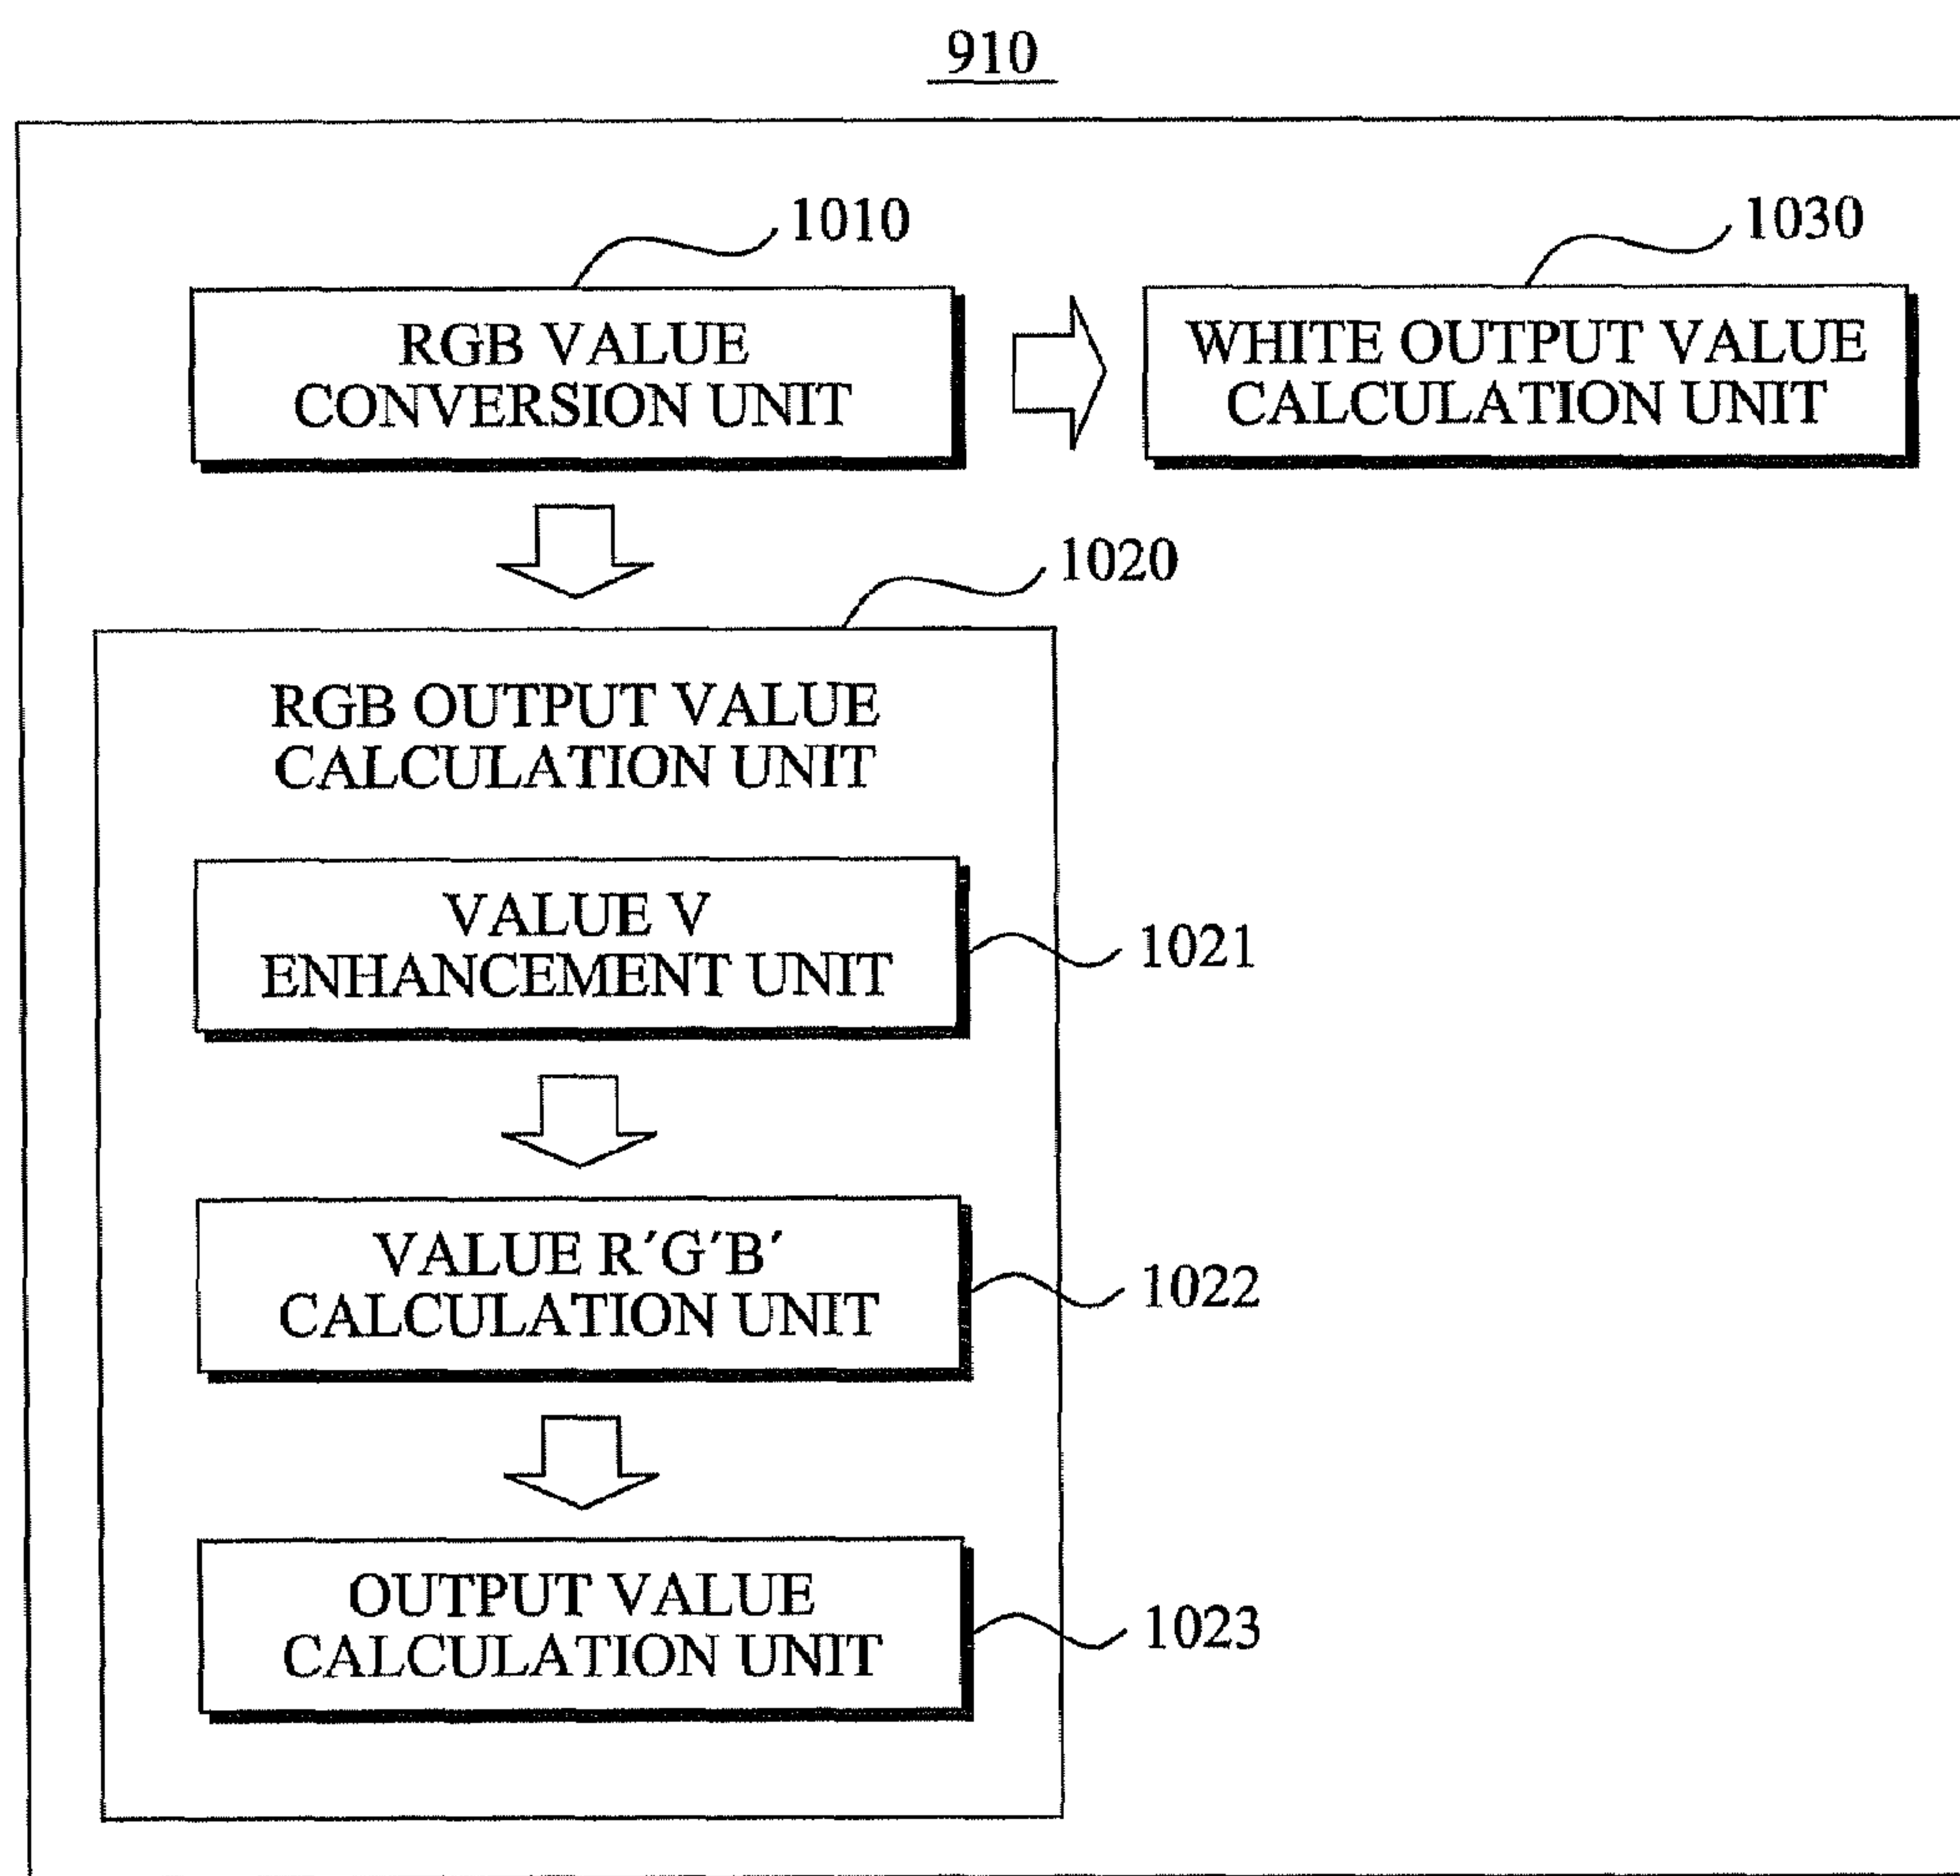 910
1010
1030
RGB VALUE
CONVERSION UNIT
WHITE OUTPUT VALUE
CALCULATION UNIT
1020
RGB OUTPUT VALUE
CALCULATION UNIT
VALUE V
ENHANCEMENT UNIT
1021
VALUE R'G'B'
CALCULATION UNIT
1022
OUTPUT VALUE
CALCULATION UNIT
1023